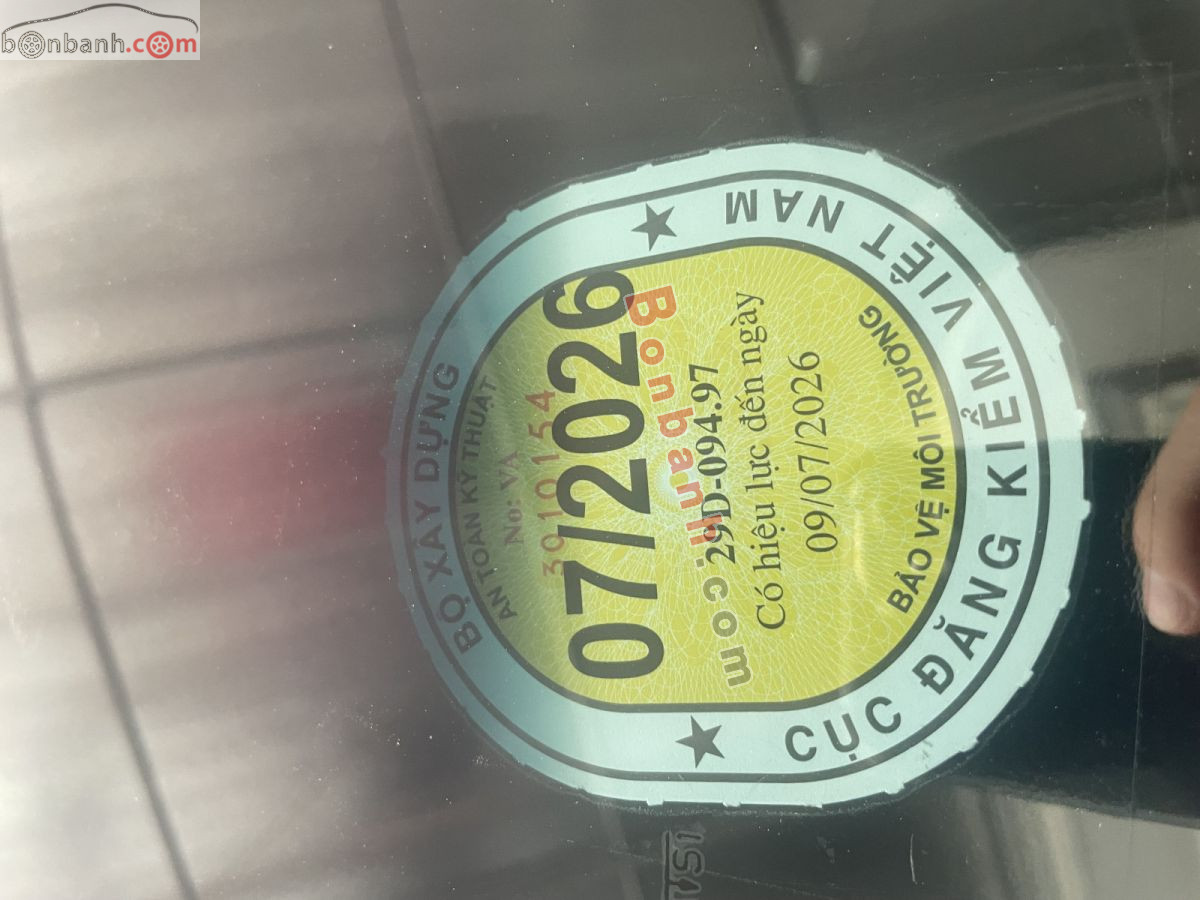 bonbanh.com
BỘ XÂY DỰNG
AN TOÀN KỸ THUẬT
No: VA
3910154
07/2026
Bonbanh.com
29D-094.97
Có hiệu lực đến ngày
09/07/2026
BẢO VỆ MÔI TRƯỜNG
CỤC ĐĂNG KIỂM VIỆT NAM